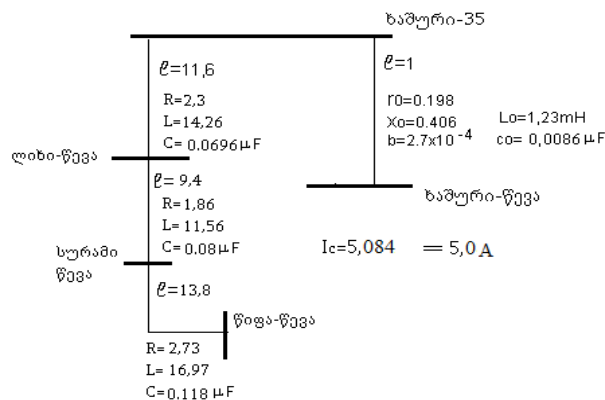 ხაშური-35
ℓ=11,6
R=2,3
L=14,26
C= 0.0696µF
ℓ=1
r0=0.198
X0=0.406
b=2.7x10⁻⁴
Lo=1,23mH
co= 0,0086µF
ლიხი-წევა
ℓ= 9,4
R= 1,86
L= 11,56
C= 0.08µF
ხაშური-წევა
Ic=5,084 = 5,0A
სურამი
წევა
ℓ=13,8
წიფა-წევა
R= 2,73
L= 16,97
C=0.118µF